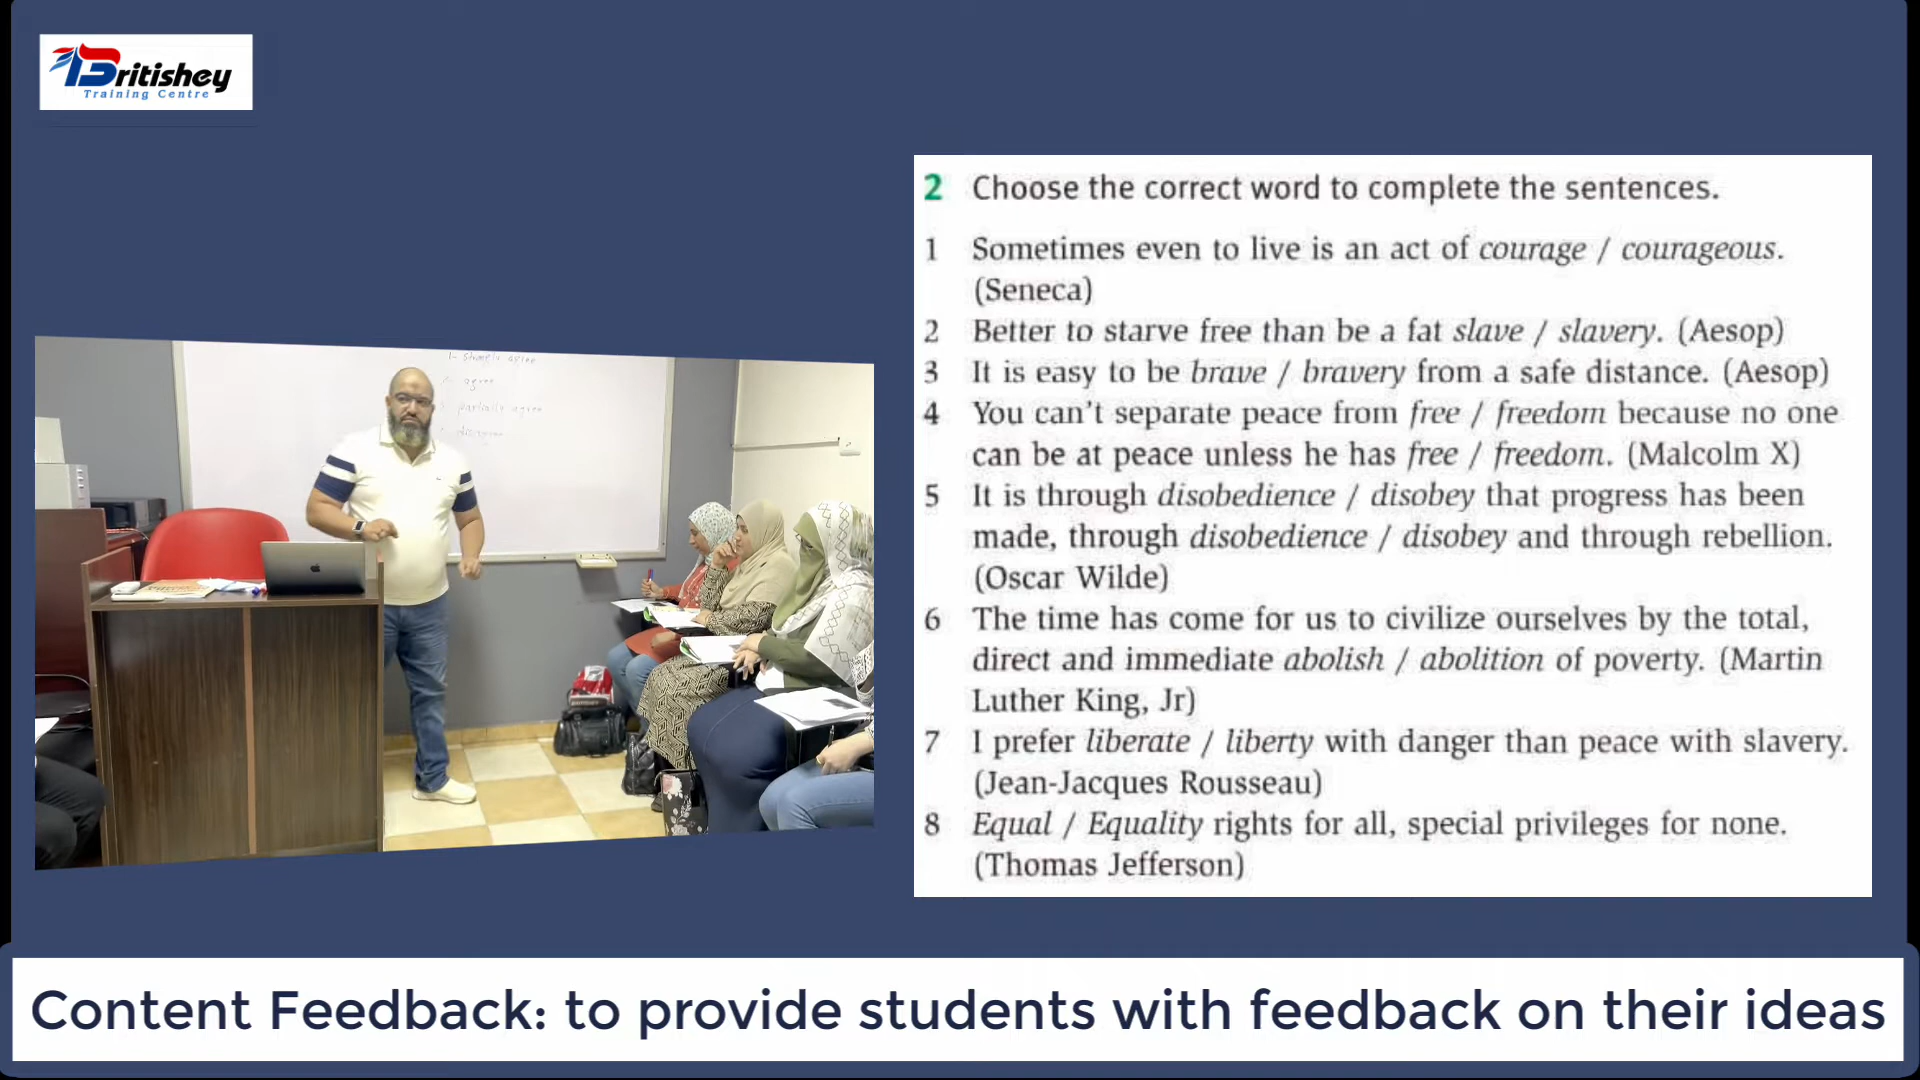 Britishey
Training Centre
1- strongly agree
agree
partially agree
disagree
2 Choose the correct word to complete the sentences.
1 Sometimes even to live is an act of courage / courageous.
(Seneca)
2 Better to starve free than be a fat slave / slavery. (Aesop)
3 It is easy to be brave / bravery from a safe distance. (Aesop)
4 You can't separate peace from free / freedom because no one
can be at peace unless he has free / freedom. (Malcolm X)
5 It is through disobedience / disobey that progress has been
made, through disobedience / disobey and through rebellion.
(Oscar Wilde)
6 The time has come for us to civilize ourselves by the total,
direct and immediate abolish / abolition of poverty. (Martin
Luther King, Jr)
7 I prefer liberate / liberty with danger than peace with slavery.
(Jean-Jacques Rousseau)
8 Equal / Equality rights for all, special privileges for none.
(Thomas Jefferson)
Content Feedback: to provide students with feedback on their ideas